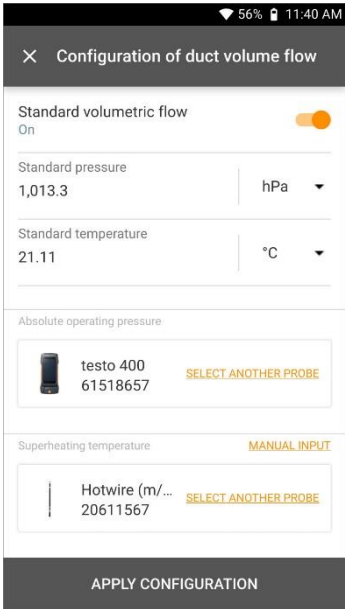 56% 11:40 AM
Configuration of duct volume flow
Standard volumetric flow
On
Standard pressure
1,013.3 hPa
Standard temperature
21.11 °C
Absolute operating pressure
testo 400
61518657 SELECT ANOTHER PROBE
Superheating temperature MANUAL INPUT
Hotwire (m/...
20611567 SELECT ANOTHER PROBE
APPLY CONFIGURATION